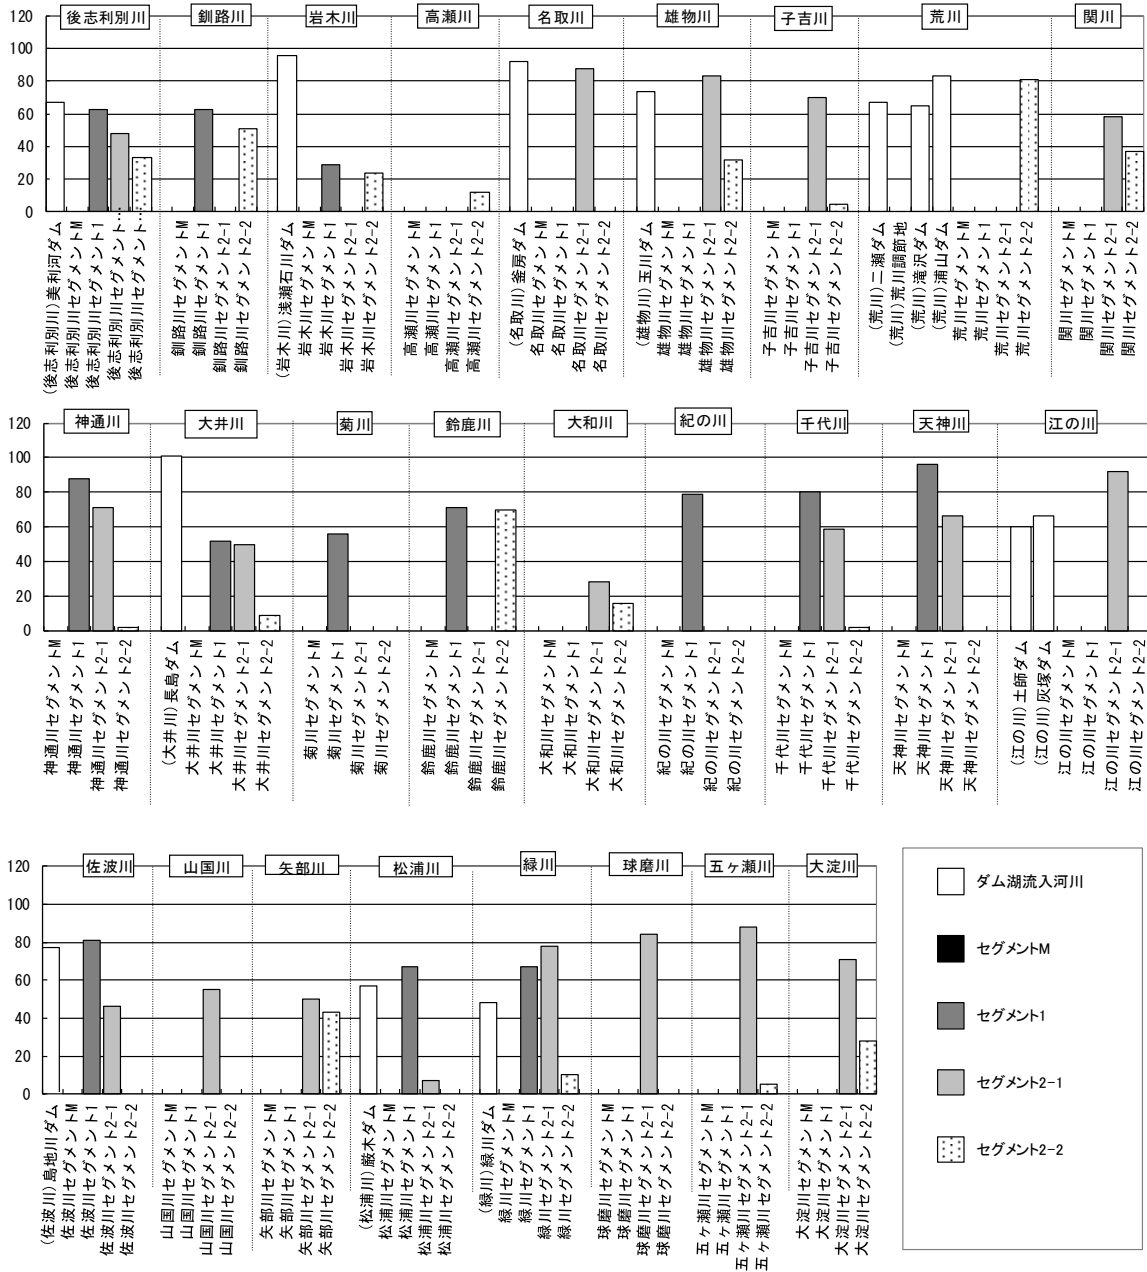 後志利別川 釧路川 岩木川 高瀬川 名取川 雄物川 子吉川 荒川 関川
120
100
80
60
40
20
0
(後志利別川)美利河ダム
後志利別川セグメントM
後志利別川セグメント1
後志利別川セグメント…
後志利別川セグメント…
釧路川セグメントM
釧路川セグメント1
釧路川セグメント2-1
釧路川セグメント2-2
(岩木川)浅瀬石川ダム
岩木川セグメントM
岩木川セグメント1
岩木川セグメント2-1
岩木川セグメント2-2
高瀬川セグメントM
高瀬川セグメント1
高瀬川セグメント2-1
高瀬川セグメント2-2
(名取川)釜房ダム
名取川セグメントM
名取川セグメント1
名取川セグメント2-1
名取川セグメント2-2
(雄物川)玉川ダム
雄物川セグメントM
雄物川セグメント1
雄物川セグメント2-1
雄物川セグメント2-2
子吉川セグメントM
子吉川セグメント1
子吉川セグメント2-1
子吉川セグメント2-2
(荒川)二瀬ダム
(荒川)荒川調節地
(荒川)滝沢ダム
(荒川)浦山ダム
荒川セグメントM
荒川セグメント1
荒川セグメント2-1
荒川セグメント2-2
関川セグメントM
関川セグメント1
関川セグメント2-1
関川セグメント2-2
神通川 大井川 菊川 鈴鹿川 大和川 紀の川 千代川 天神川 江の川
120
100
80
60
40
20
0
神通川セグメントM
神通川セグメント1
神通川セグメント2-1
神通川セグメント2-2
(大井川)長島ダム
大井川セグメントM
大井川セグメント1
大井川セグメント2-1
大井川セグメント2-2
菊川セグメントM
菊川セグメント1
菊川セグメント2-1
菊川セグメント2-2
鈴鹿川セグメントM
鈴鹿川セグメント1
鈴鹿川セグメント2-1
鈴鹿川セグメント2-2
大和川セグメントM
大和川セグメント1
大和川セグメント2-1
大和川セグメント2-2
紀の川セグメントM
紀の川セグメント1
紀の川セグメント2-1
紀の川セグメント2-2
千代川セグメントM
千代川セグメント1
千代川セグメント2-1
千代川セグメント2-2
天神川セグメントM
天神川セグメント1
天神川セグメント2-1
天神川セグメント2-2
(江の川)土師ダム
(江の川)灰塚ダム
江の川セグメントM
江の川セグメント1
江の川セグメント2-1
江の川セグメント2-2
佐波川 山国川 矢部川 松浦川 緑川 球磨川 五ヶ瀬川 大淀川
120
100
80
60
40
20
0
(佐波川)島地川ダム
佐波川セグメントM
佐波川セグメント1
佐波川セグメント2-1
佐波川セグメント2-2
山国川セグメントM
山国川セグメント1
山国川セグメント2-1
山国川セグメント2-2
矢部川セグメントM
矢部川セグメント1
矢部川セグメント2-1
矢部川セグメント2-2
(松浦川)厳木ダム
松浦川セグメントM
松浦川セグメント1
松浦川セグメント2-1
松浦川セグメント2-2
(緑川)緑川ダム
緑川セグメントM
緑川セグメント1
緑川セグメント2-1
緑川セグメント2-2
球磨川セグメントM
球磨川セグメント1
球磨川セグメント2-1
球磨川セグメント2-2
五ヶ瀬川セグメントM
五ヶ瀬川セグメント1
五ヶ瀬川セグメント2-1
五ヶ瀬川セグメント2-2
大淀川セグメントM
大淀川セグメント1
大淀川セグメント2-1
大淀川セグメント2-2
ダム湖流入河川
セグメントM
セグメント1
セグメント2-1
セグメント2-2